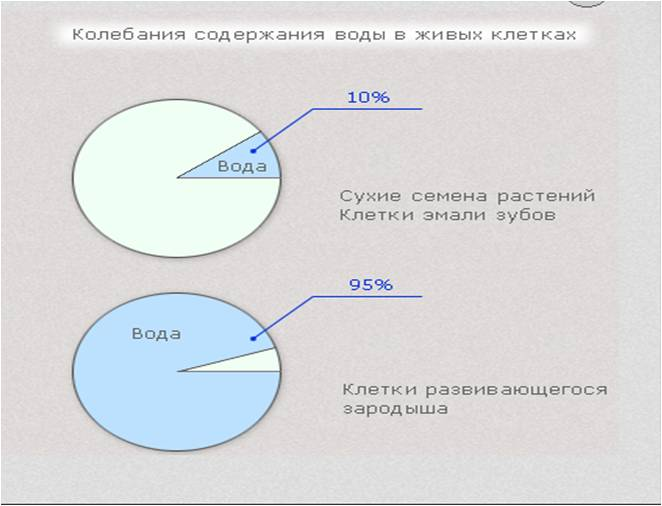 Колебания содержания воды в живых клетках
10%
Вода
Сухие семена растений
Клетки эмали зубов
95%
Вода
Клетки развивающегося
зародыша